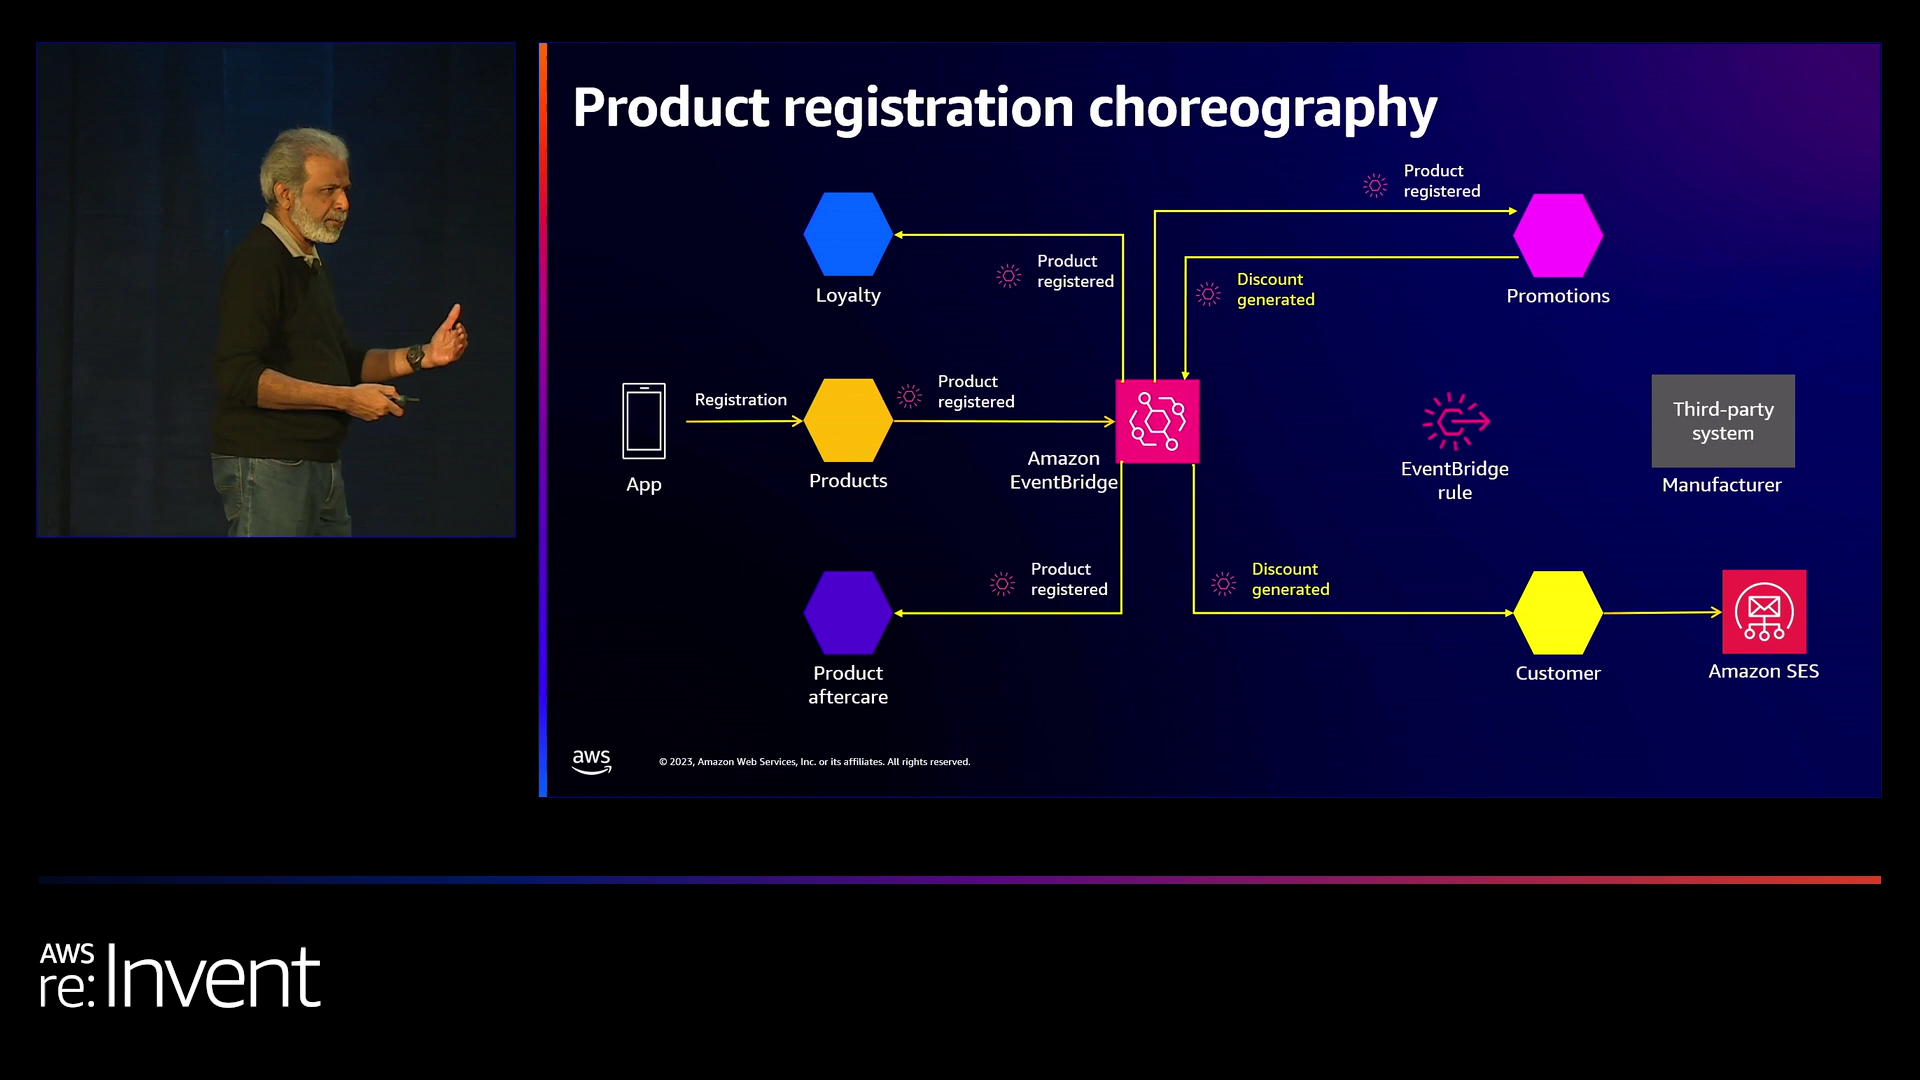 Product registration choreography
Product
registered
Product
registered
Discount
generated
Loyalty
Promotions
Registration
Product
registered
Third-party
system
App
Products
Amazon
EventBridge
EventBridge
rule
Manufacturer
Product
registered
Discount
generated
Product
aftercare
Customer
Amazon SES
aws
© 2023, Amazon Web Services, Inc. or its affiliates. All rights reserved.
AWS
re:Invent